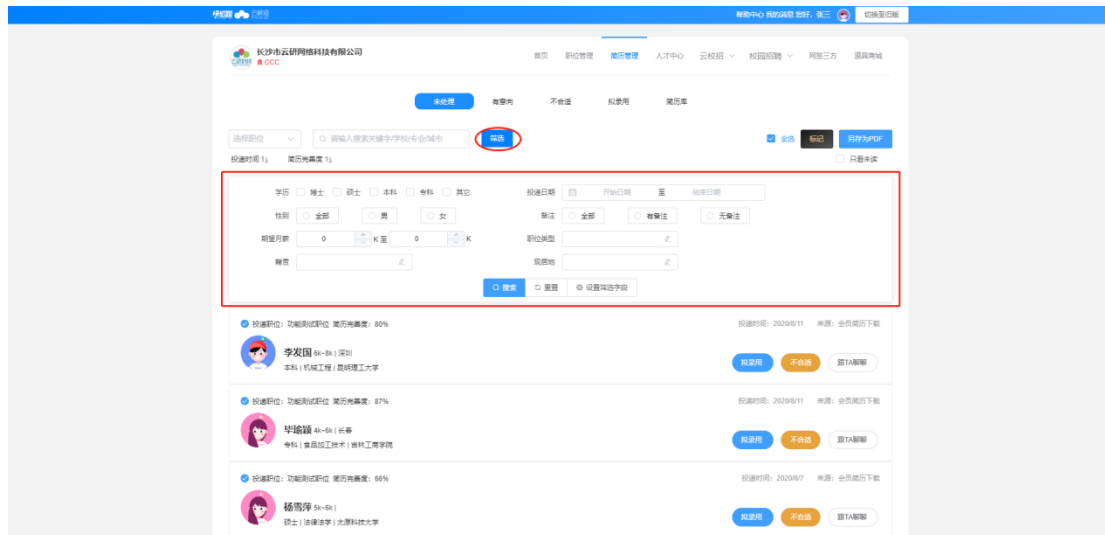 帮助中心 我的消息 您好，张三 切换至旧版
长沙市云研网络科技有限公司
CCC
首页 职位管理 简历管理 人才中心 云校招 校园招聘 网签三方 道具商城
未处理 有意向 不合适 拟录用 简历库
选择职位 请输入搜索关键字/学校/专业/城市 筛选 全选 标记 另存为PDF
投递时间 简历完善度 只看未读
学历 博士 硕士 本科 专科 其它 投递日期 开始日期 至 结束日期
性别 全部 男 女 备注 全部 有备注 无备注
期望月薪 0 K 至 0 K 职位类型
籍贯 现居地
搜索 重置 设置筛选字段
投递职位：功能测试职位 简历完善度：80% 投递时间：2020/8/11 来源：会员简历下载
李发国 6k~8k | 深圳
本科 | 机械工程 | 昆明理工大学
拟录用 不合适 跟TA聊聊
投递职位：功能测试职位 简历完善度：87% 投递时间：2020/8/11 来源：会员简历下载
毕瑜颖 4k~6k | 长春
专科 | 食品加工技术 | 吉林工商学院
拟录用 不合适 跟TA聊聊
投递职位：功能测试职位 简历完善度：66% 投递时间：2020/8/7 来源：会员简历下载
杨雪萍 5k~6k |
硕士 | 法律法学 | 太原科技大学
拟录用 不合适 跟TA聊聊